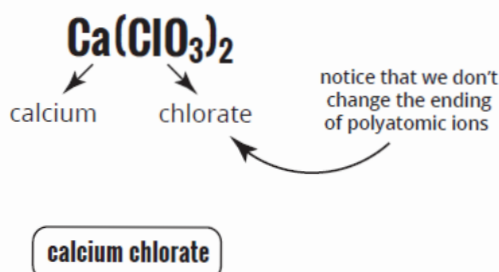 Ca(ClO₃)₂
calcium
chlorate
notice that we don't
change the ending
of polyatomic ions
calcium chlorate